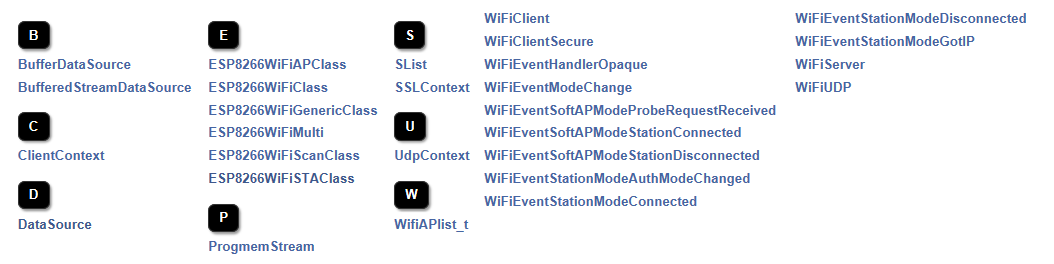 B
BufferDataSource
BufferedStreamDataSource
C
ClientContext
D
DataSource
E
ESP8266WiFiAPClass
ESP8266WiFiClass
ESP8266WiFiGenericClass
ESP8266WiFiMulti
ESP8266WiFiScanClass
ESP8266WiFiSTAClass
P
ProgmemStream
S
SList
SSLContext
U
UdpContext
W
WifiAPlist_t
WiFiClient
WiFiClientSecure
WiFiEventHandlerOpaque
WiFiEventModeChange
WiFiEventSoftAPModeProbeRequestReceived
WiFiEventSoftAPModeStationConnected
WiFiEventSoftAPModeStationDisconnected
WiFiEventStationModeAuthModeChanged
WiFiEventStationModeConnected
WiFiEventStationModeDisconnected
WiFiEventStationModeGotIP
WiFiServer
WiFiUDP